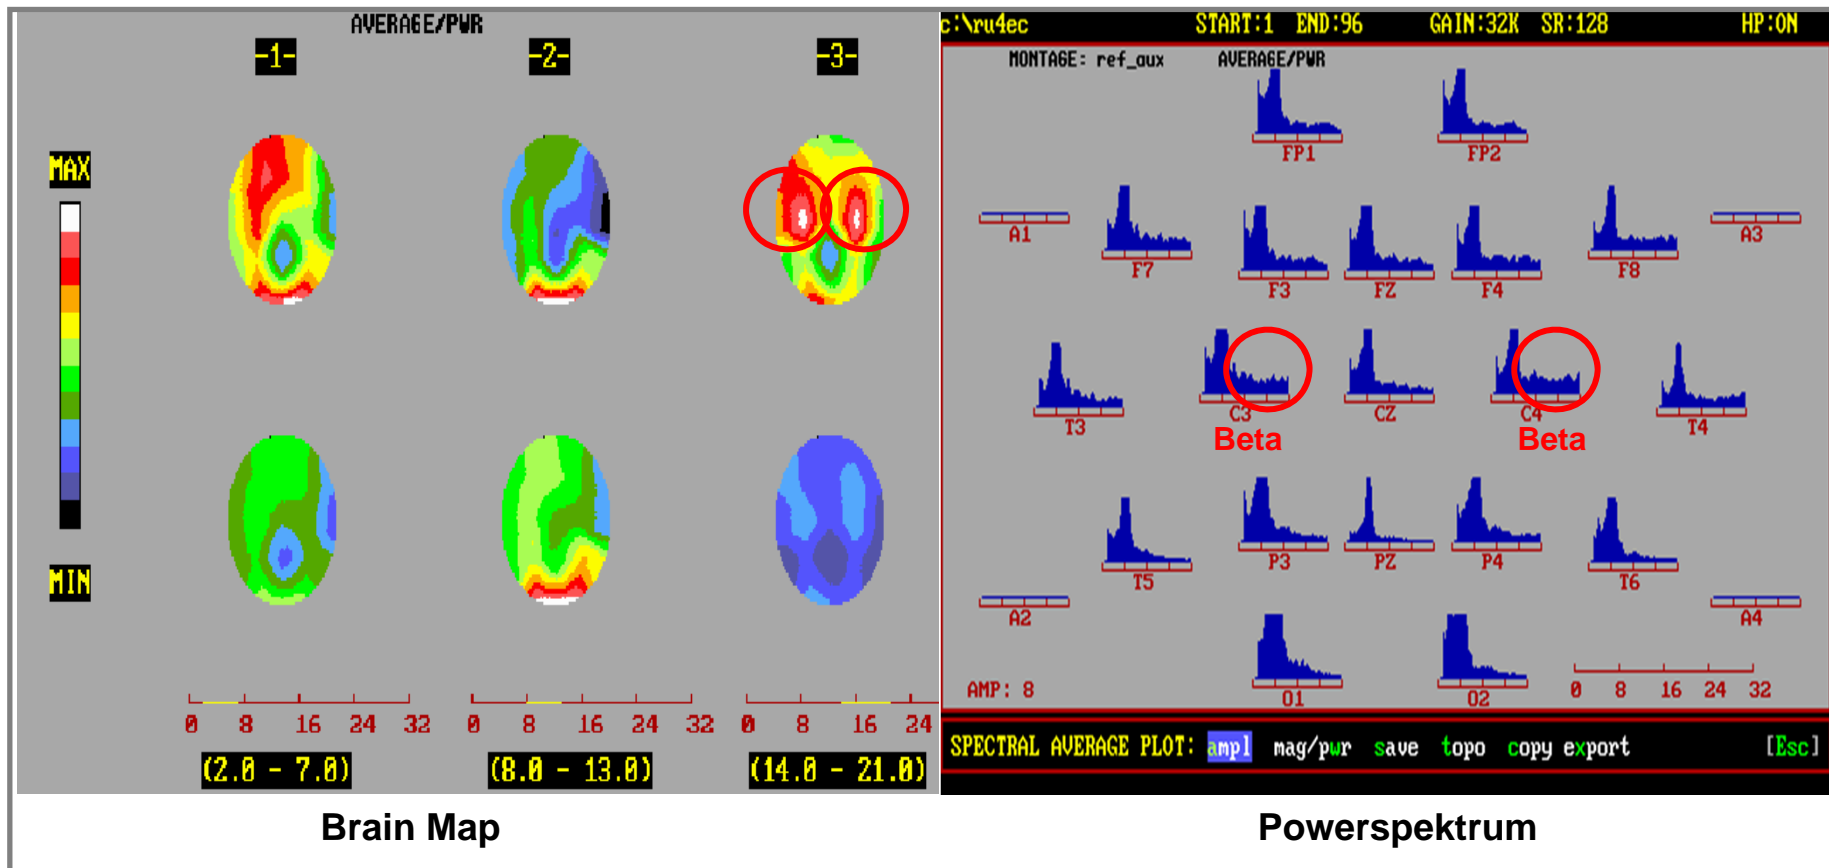 AVERAGE/PWR
-1- -2- -3-
MAX
MIN
0 8 16 24 32
0 8 16 24 32
0 8 16 24
(2.0 - 7.0) (8.0 - 13.0) (14.0 - 21.0)
Brain Map
c:\ru4ec START:1 END:96 GAIN:32K SR:128 HP:ON
MONTAGE: ref_aux AVERAGE/PWR
FP1 FP2
A1 F7 F3 FZ F4 F8 A3
T3 C3 CZ C4 T4
Beta Beta
T5 P3 PZ P4 T6
A2 A4
O1 O2
AMP: 8
0 8 16 24 32
SPECTRAL AVERAGE PLOT: ampl mag/pwr save topo copy export [Esc]
Powerspektrum